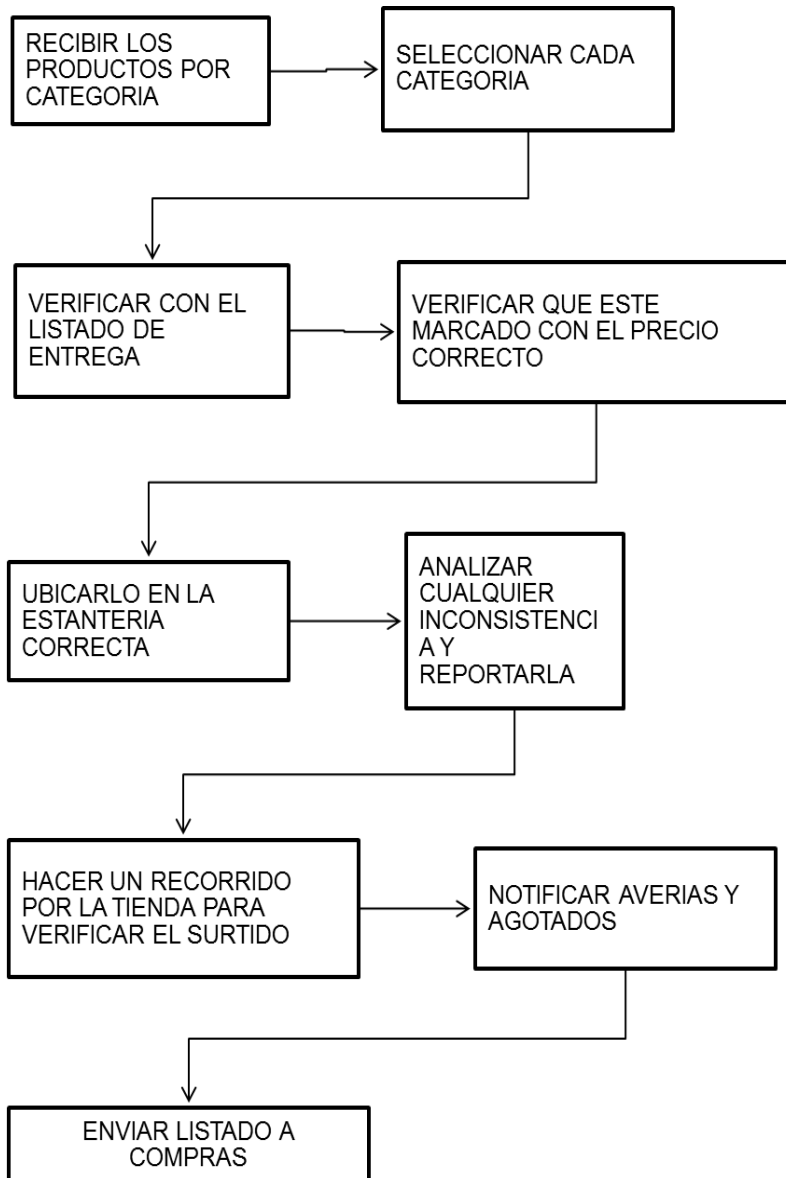 RECIBIR LOS
PRODUCTOS POR
CATEGORIA
SELECCIONAR CADA
CATEGORIA
VERIFICAR CON EL
LISTADO DE
ENTREGA
VERIFICAR QUE ESTE
MARCADO CON EL PRECIO
CORRECTO
UBICARLO EN LA
ESTANTERIA
CORRECTA
ANALIZAR
CUALQUIER
INCONSISTENCI
A Y
REPORTARLA
HACER UN RECORRIDO
POR LA TIENDA PARA
VERIFICAR EL SURTIDO
NOTIFICAR AVERIAS Y
AGOTADOS
ENVIAR LISTADO A
COMPRAS